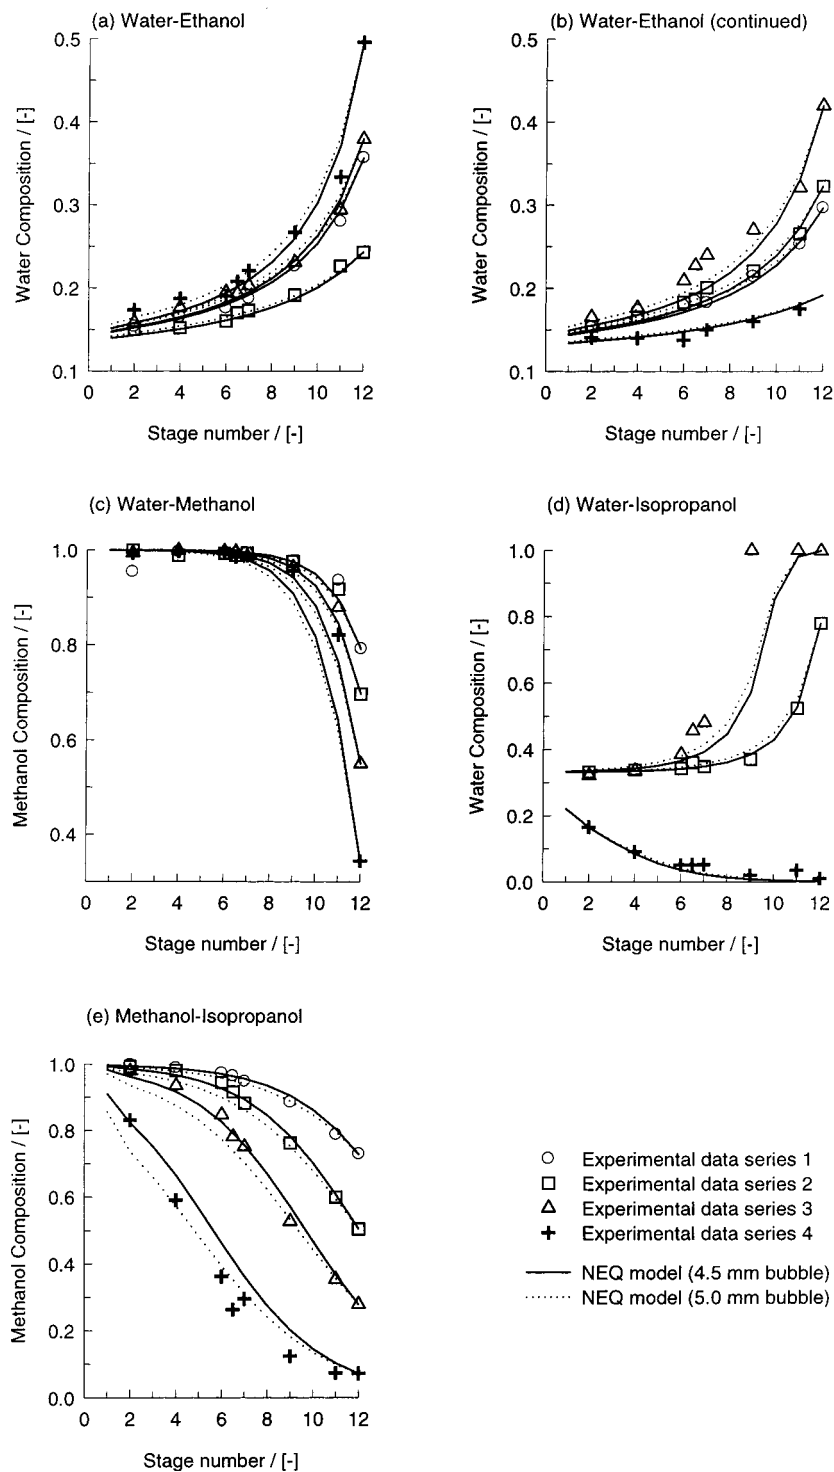 (a) Water-Ethanol
(b) Water-Ethanol (continued)
Water Composition / [-]
0.5
0.4
0.3
0.2
0.1
0 2 4 6 8 10 12
Stage number / [-]
Water Composition / [-]
0.5
0.4
0.3
0.2
0.1
0 2 4 6 8 10 12
Stage number / [-]
(c) Water-Methanol
(d) Water-Isopropanol
Methanol Composition / [-]
1.0
0.8
0.6
0.4
0 2 4 6 8 10 12
Stage number / [-]
Water Composition / [-]
1.0
0.8
0.6
0.4
0.2
0.0
0 2 4 6 8 10 12
Stage number / [-]
(e) Methanol-Isopropanol
Methanol Composition / [-]
1.0
0.8
0.6
0.4
0.2
0.0
0 2 4 6 8 10 12
Stage number / [-]
Experimental data series 1
Experimental data series 2
Experimental data series 3
Experimental data series 4
NEQ model (4.5 mm bubble)
NEQ model (5.0 mm bubble)